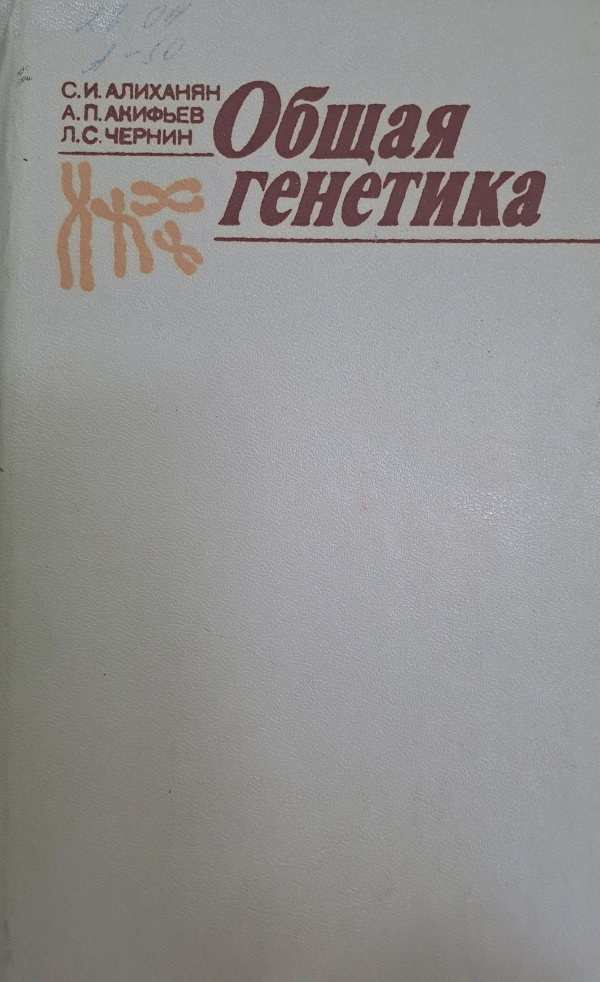 С.И.АЛИХАНЯН
А.П.АКИФЬЕВ
Л.С.ЧЕРНИН
Общая
генетика